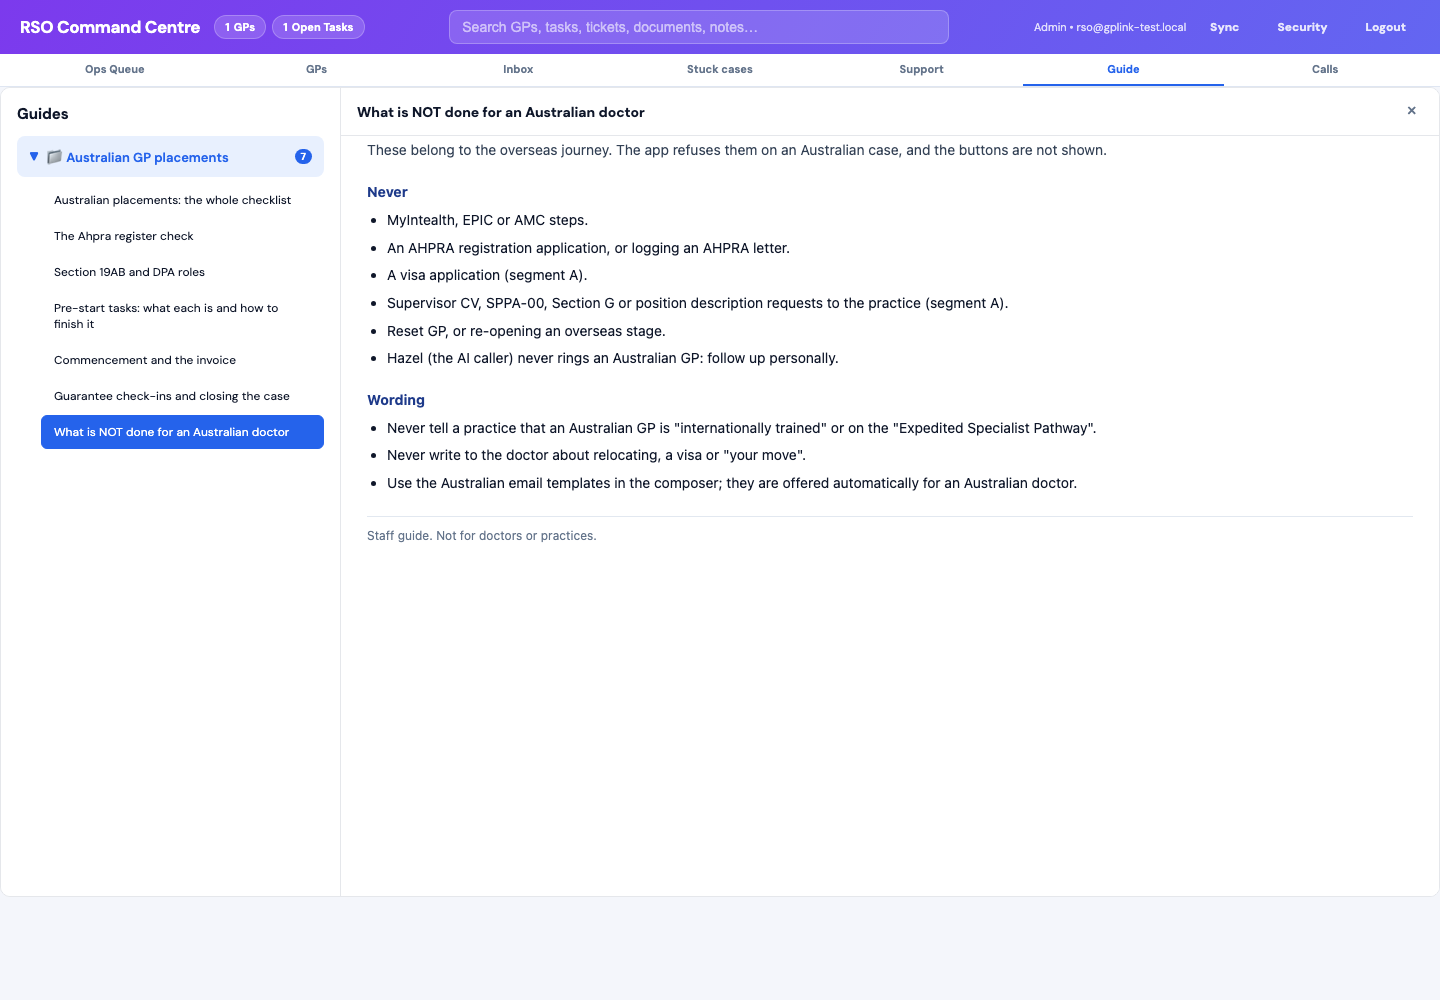 RSO Command Centre
1 GPs
1 Open Tasks
Search GPs, tasks, tickets, documents, notes...
Admin • rso@gplink-test.local
Sync
Security
Logout
Ops Queue
GPs
Inbox
Stuck cases
Support
Guide
Calls
Guides
Australian GP placements
7
Australian placements: the whole checklist
The Ahpra register check
Section 19AB and DPA roles
Pre-start tasks: what each is and how to
finish it
Commencement and the invoice
Guarantee check-ins and closing the case
What is NOT done for an Australian doctor
What is NOT done for an Australian doctor
×
These belong to the overseas journey. The app refuses them on an Australian case, and the buttons are not shown.
Never
• MyIntealth, EPIC or AMC steps.
• An AHPRA registration application, or logging an AHPRA letter.
• A visa application (segment A).
• Supervisor CV, SPPA-00, Section G or position description requests to the practice (segment A).
• Reset GP, or re-opening an overseas stage.
• Hazel (the AI caller) never rings an Australian GP: follow up personally.
Wording
• Never tell a practice that an Australian GP is "internationally trained" or on the "Expedited Specialist Pathway".
• Never write to the doctor about relocating, a visa or "your move".
• Use the Australian email templates in the composer; they are offered automatically for an Australian doctor.
Staff guide. Not for doctors or practices.